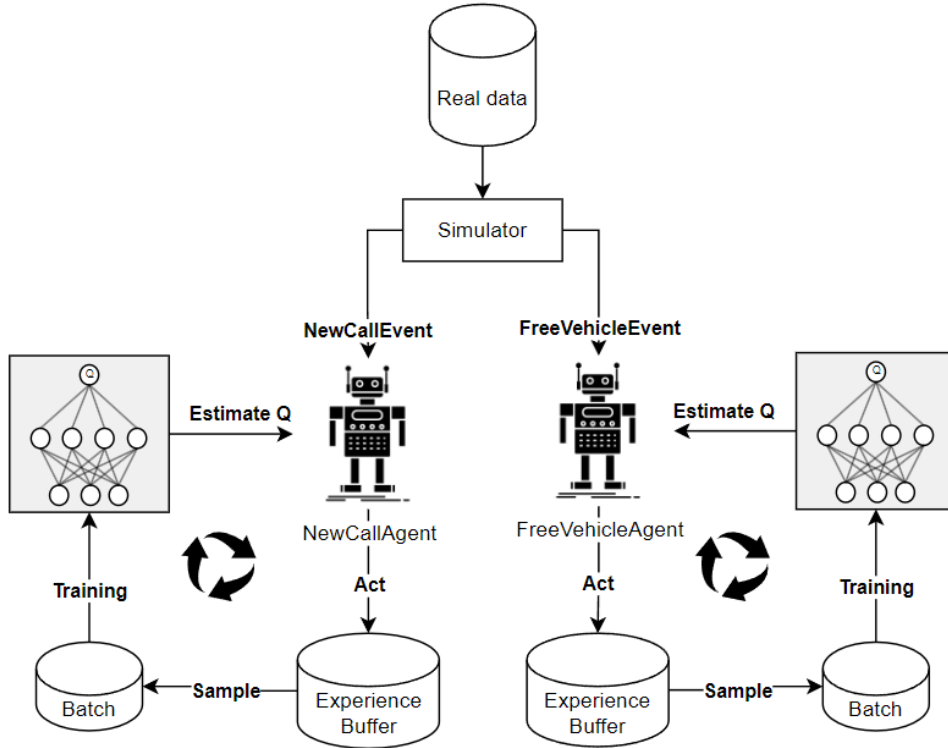 Real data
Simulator
NewCallEvent
FreeVehicleEvent
Q
Q
Estimate Q
Estimate Q
NewCallAgent
FreeVehicleAgent
Training
Act
Act
Training
Batch
Sample
Experience
Buffer
Experience
Buffer
Sample
Batch